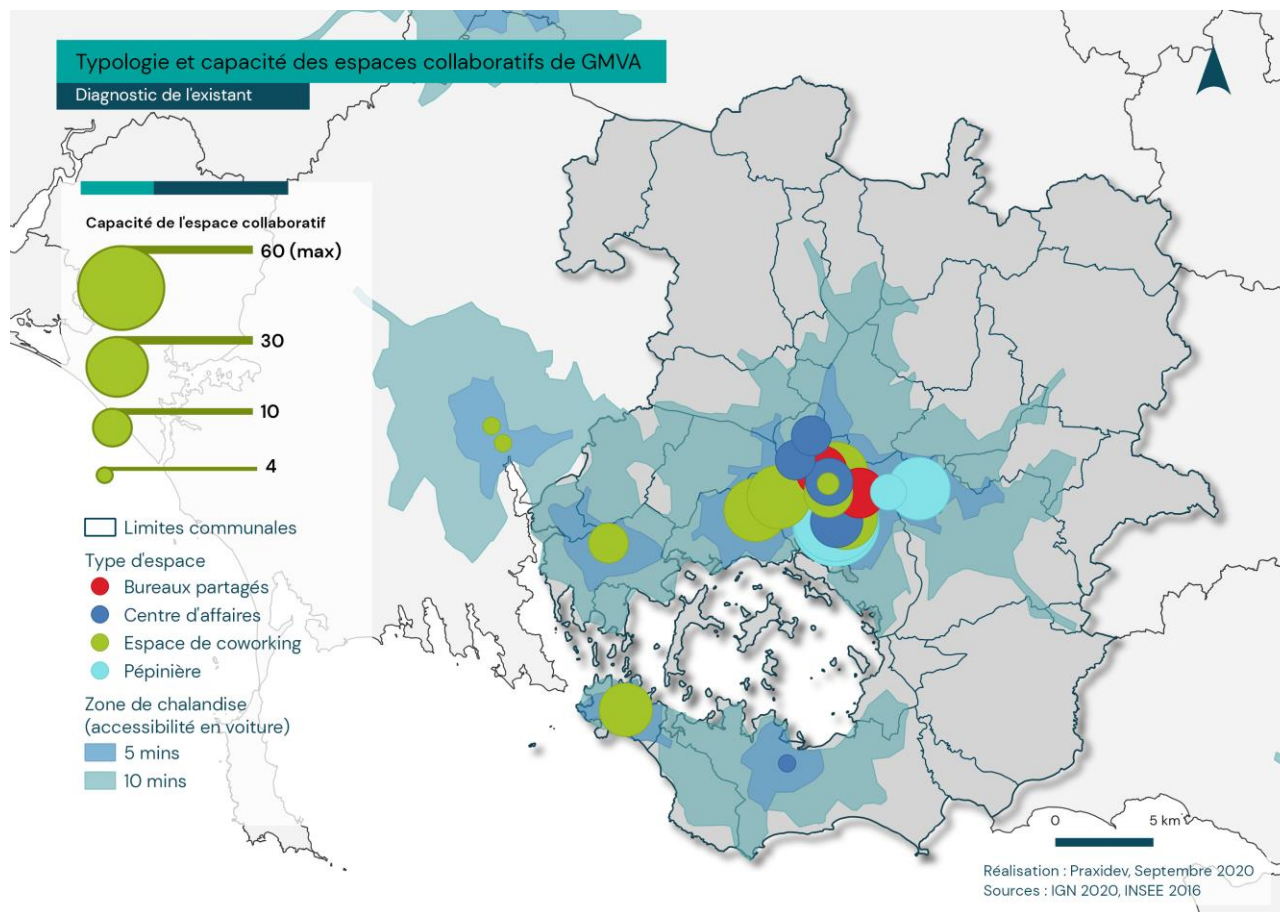 Typologie et capacité des espaces collaboratifs de GMVA
Diagnostic de l'existant
Capacité de l'espace collaboratif
60 (max)
30
10
4
Limites communales
Type d'espace
Bureaux partagés
Centre d'affaires
Espace de coworking
Pépinière
Zone de chalandise
(accessibilité en voiture)
5 mins
10 mins
0 5 km
Réalisation : Praxidev, Septembre 2020
Sources : IGN 2020, INSEE 2016